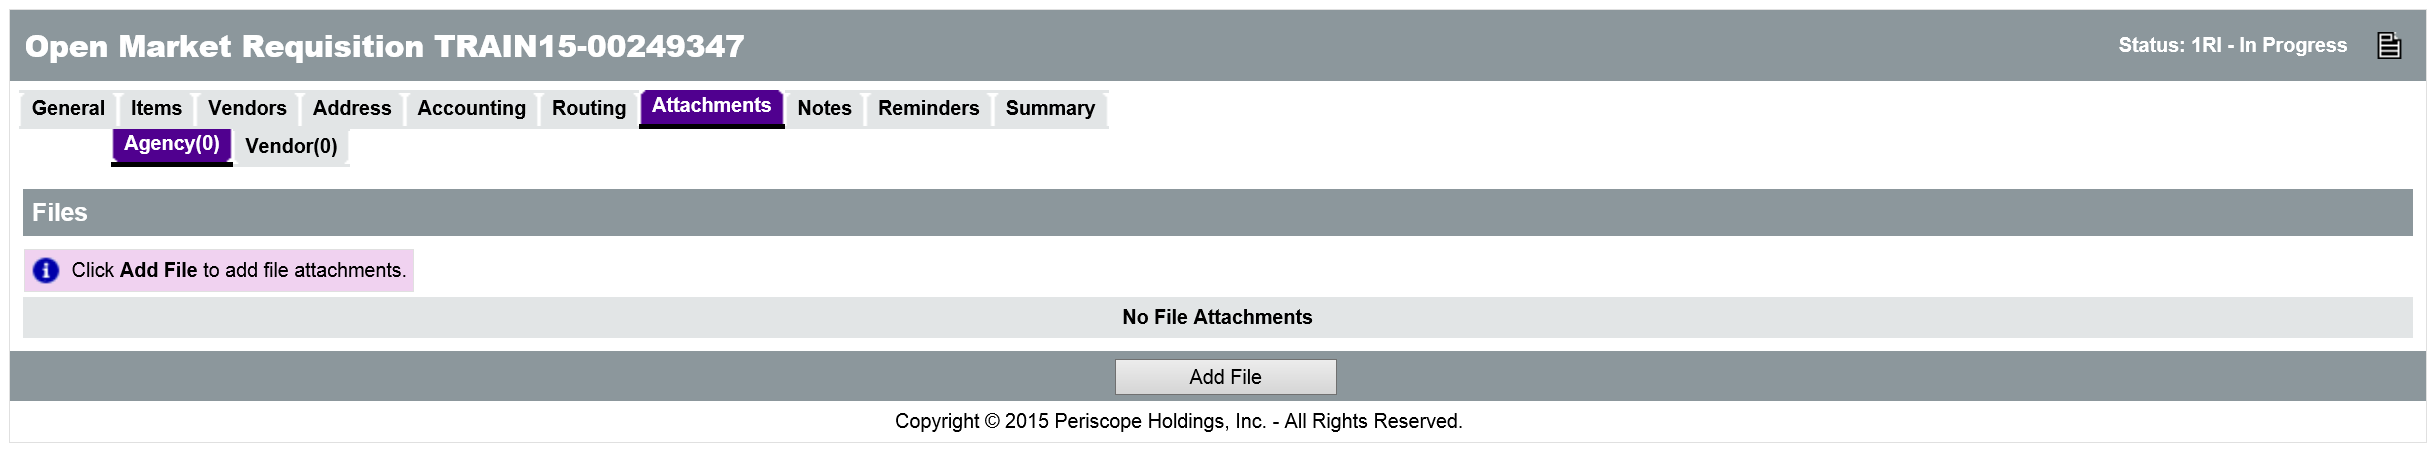 Open Market Requisition TRAIN15-00249347
Status: 1RI - In Progress
General Items Vendors Address Accounting Routing Attachments Notes Reminders Summary
Agency(0) Vendor(0)
Files
Click Add File to add file attachments.
No File Attachments
Add File
Copyright © 2015 Periscope Holdings, Inc. - All Rights Reserved.